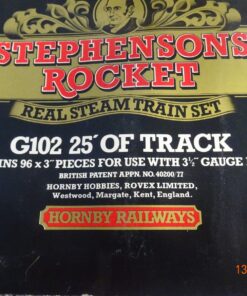 STEPHENSONS
ROCKET
REAL STEAM TRAIN SET
G102 25´ OF TRACK
INS 96 x 3˝ PIECES FOR USE WITH 3½˝ GAUGE
BRITISH PATENT APPN. NO. 40200/77
HORNBY HOBBIES, ROVEX LIMITED,
Westwood, Margate, Kent, England.
HORNBY RAILWAYS
13